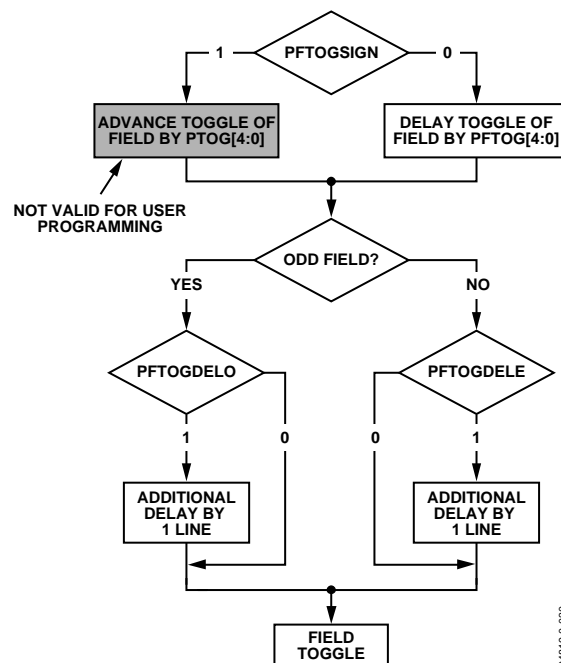 PFTOGSIGN
1
0
ADVANCE TOGGLE OF
FIELD BY PTOG[4:0]
DELAY TOGGLE OF
FIELD BY PFTOG[4:0]
NOT VALID FOR USER
PROGRAMMING
ODD FIELD?
YES
NO
PFTOGDELO
PFTOGDELE
1
0
0
1
ADDITIONAL
DELAY BY
1 LINE
ADDITIONAL
DELAY BY
1 LINE
FIELD
TOGGLE